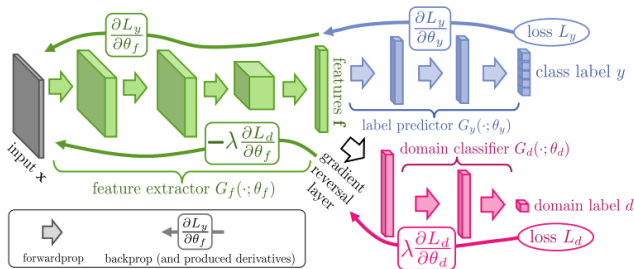 ∂L_y/∂θ_f
∂L_y/∂θ_y
loss L_y
input x
features f
class label y
label predictor G_y(·;θ_y)
−λ ∂L_d/∂θ_f
feature extractor G_f(·;θ_f)
gradient
reversal
layer
domain classifier G_d(·;θ_d)
domain label d
λ ∂L_d/∂θ_d
loss L_d
forwardprop
∂L_y/∂θ_f
backprop (and produced derivatives)